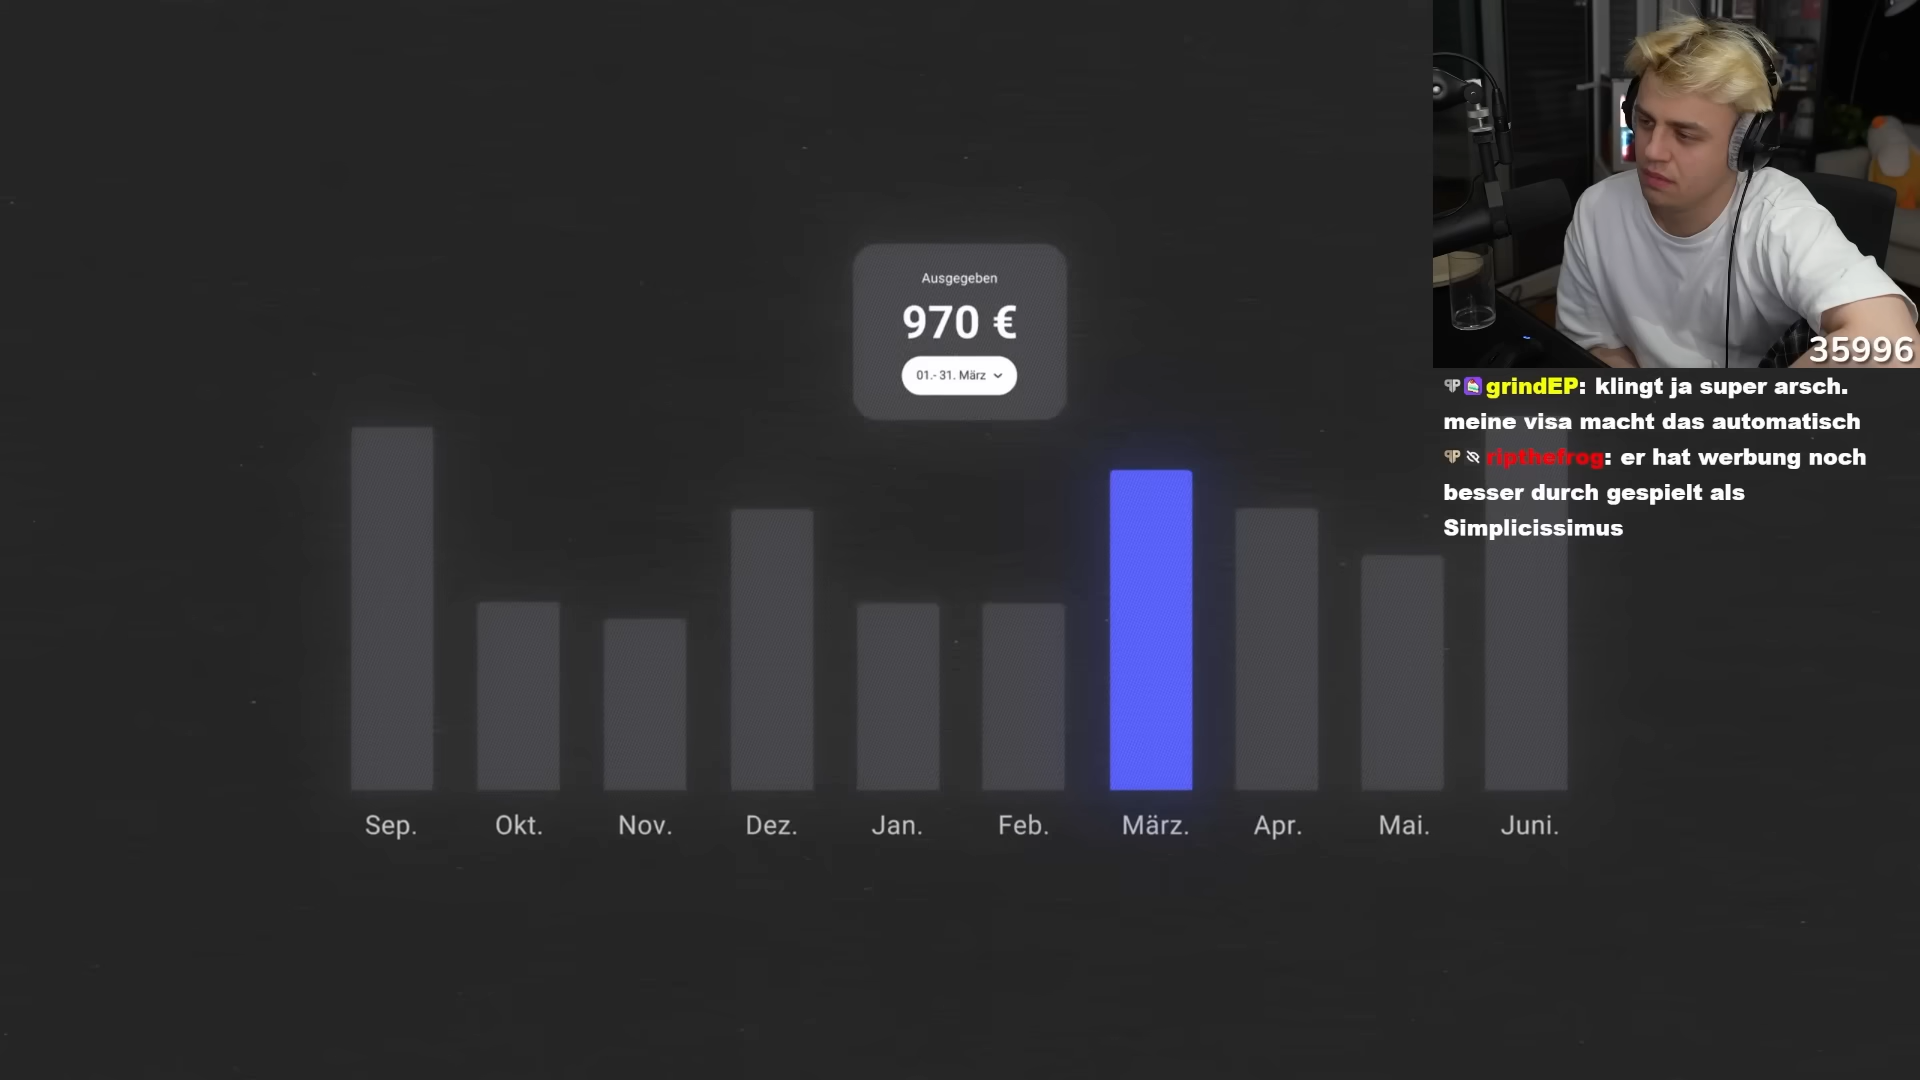 Ausgegeben
970 €
01.- 31. März
Sep.
Okt.
Nov.
Dez.
Jan.
Feb.
März.
Apr.
Mai.
Juni.
35996
grindEP: klingt ja super arsch.
meine visa macht das automatisch
ripthefrog: er hat werbung noch
besser durch gespielt als
Simplicissimus